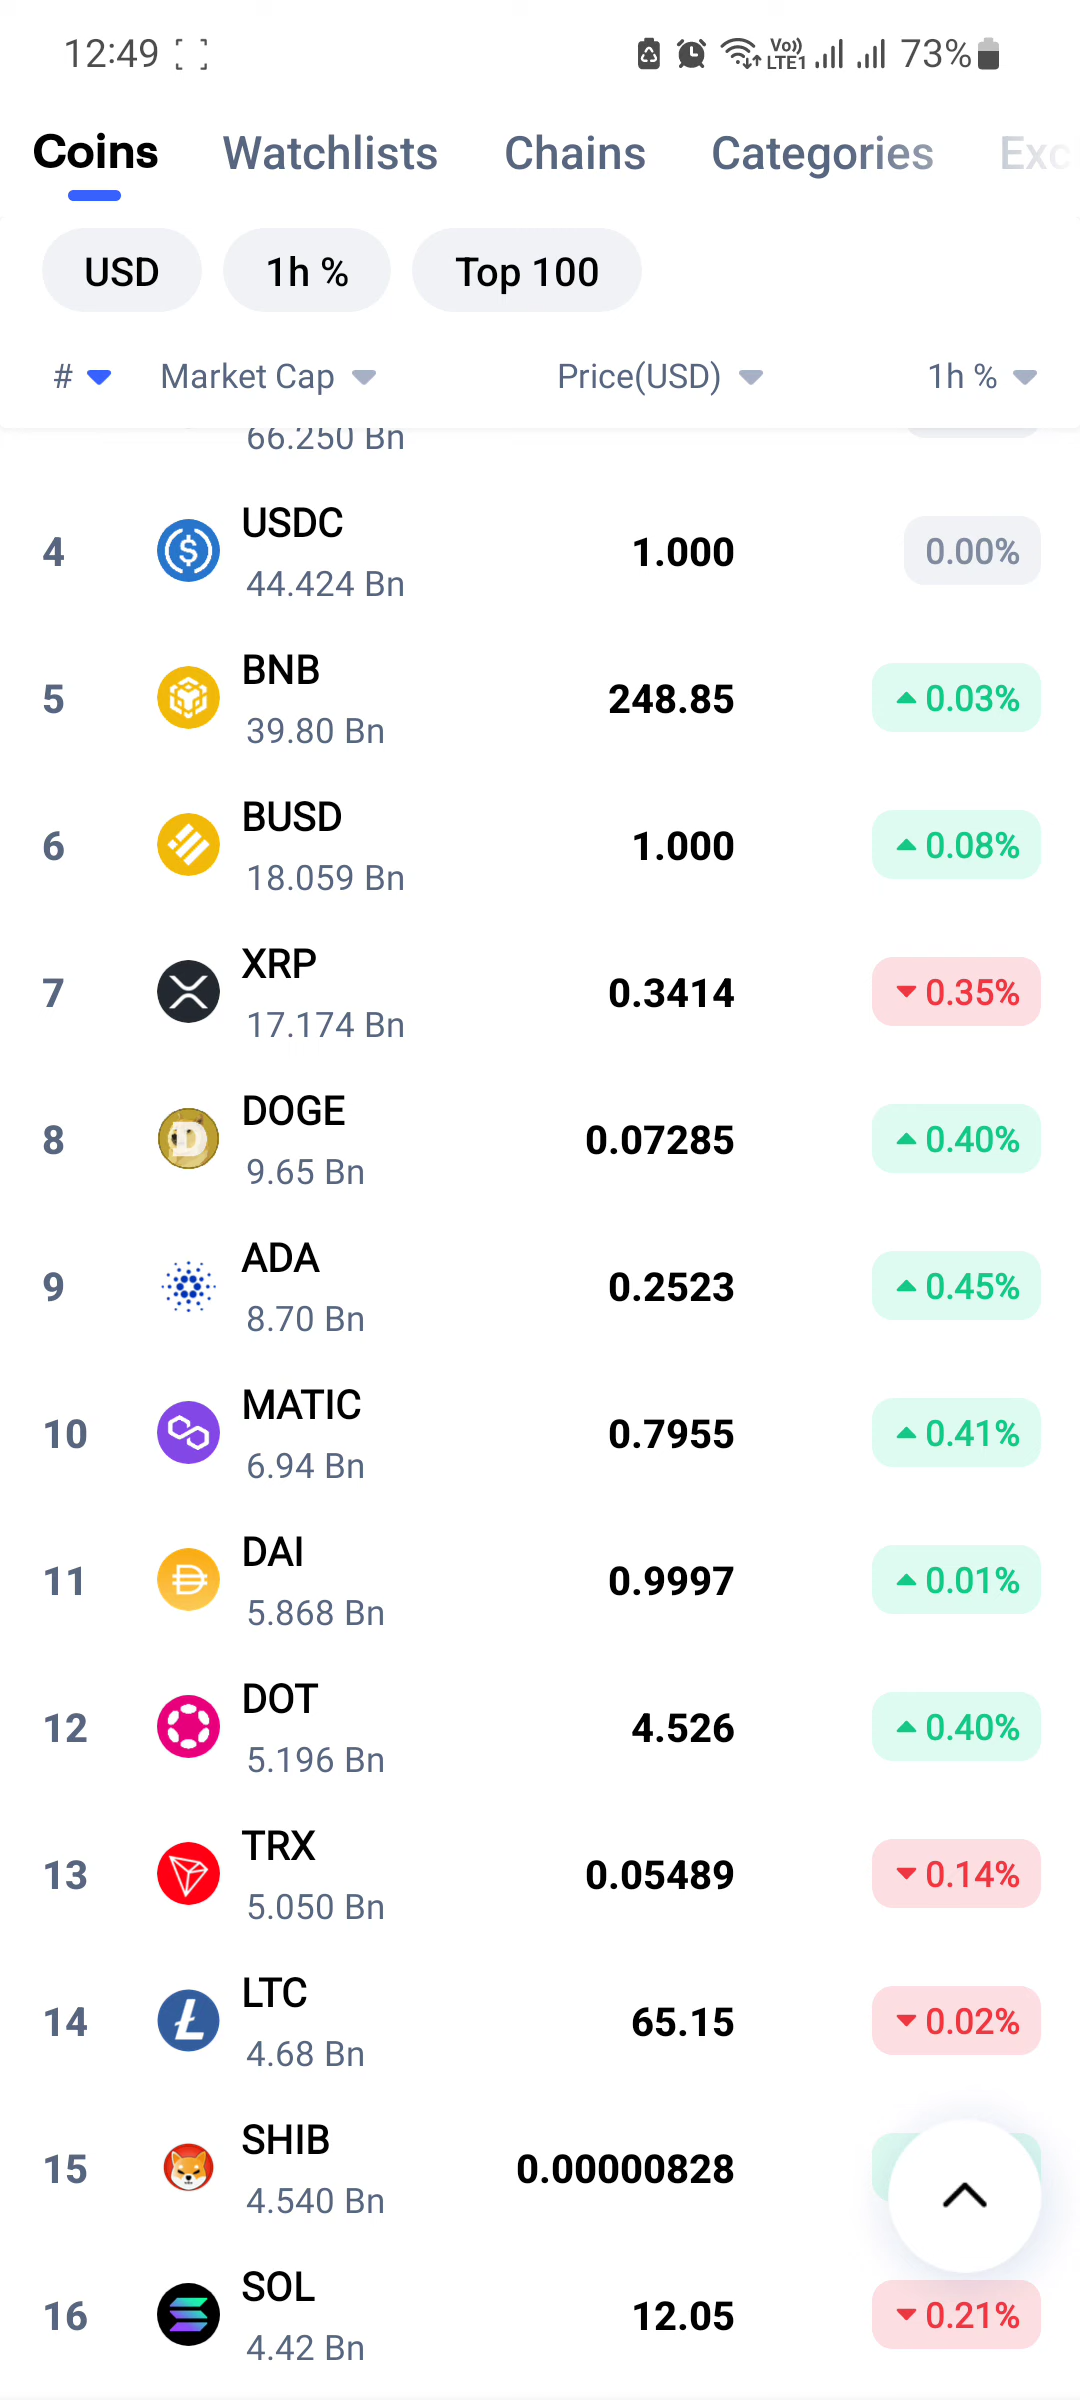 12:49 Vo)) LTE1 73%
Coins Watchlists Chains Categories Exc
USD 1h % Top 100
# Market Cap Price(USD) 1h %
66.250 Bn
4 USDC 1.000 0.00%
44.424 Bn
5 BNB 248.85 0.03%
39.80 Bn
6 BUSD 1.000 0.08%
18.059 Bn
7 XRP 0.3414 0.35%
17.174 Bn
8 DOGE 0.07285 0.40%
9.65 Bn
9 ADA 0.2523 0.45%
8.70 Bn
10 MATIC 0.7955 0.41%
6.94 Bn
11 DAI 0.9997 0.01%
5.868 Bn
12 DOT 4.526 0.40%
5.196 Bn
13 TRX 0.05489 0.14%
5.050 Bn
14 LTC 65.15 0.02%
4.68 Bn
15 SHIB 0.00000828
4.540 Bn
16 SOL 12.05 0.21%
4.42 Bn